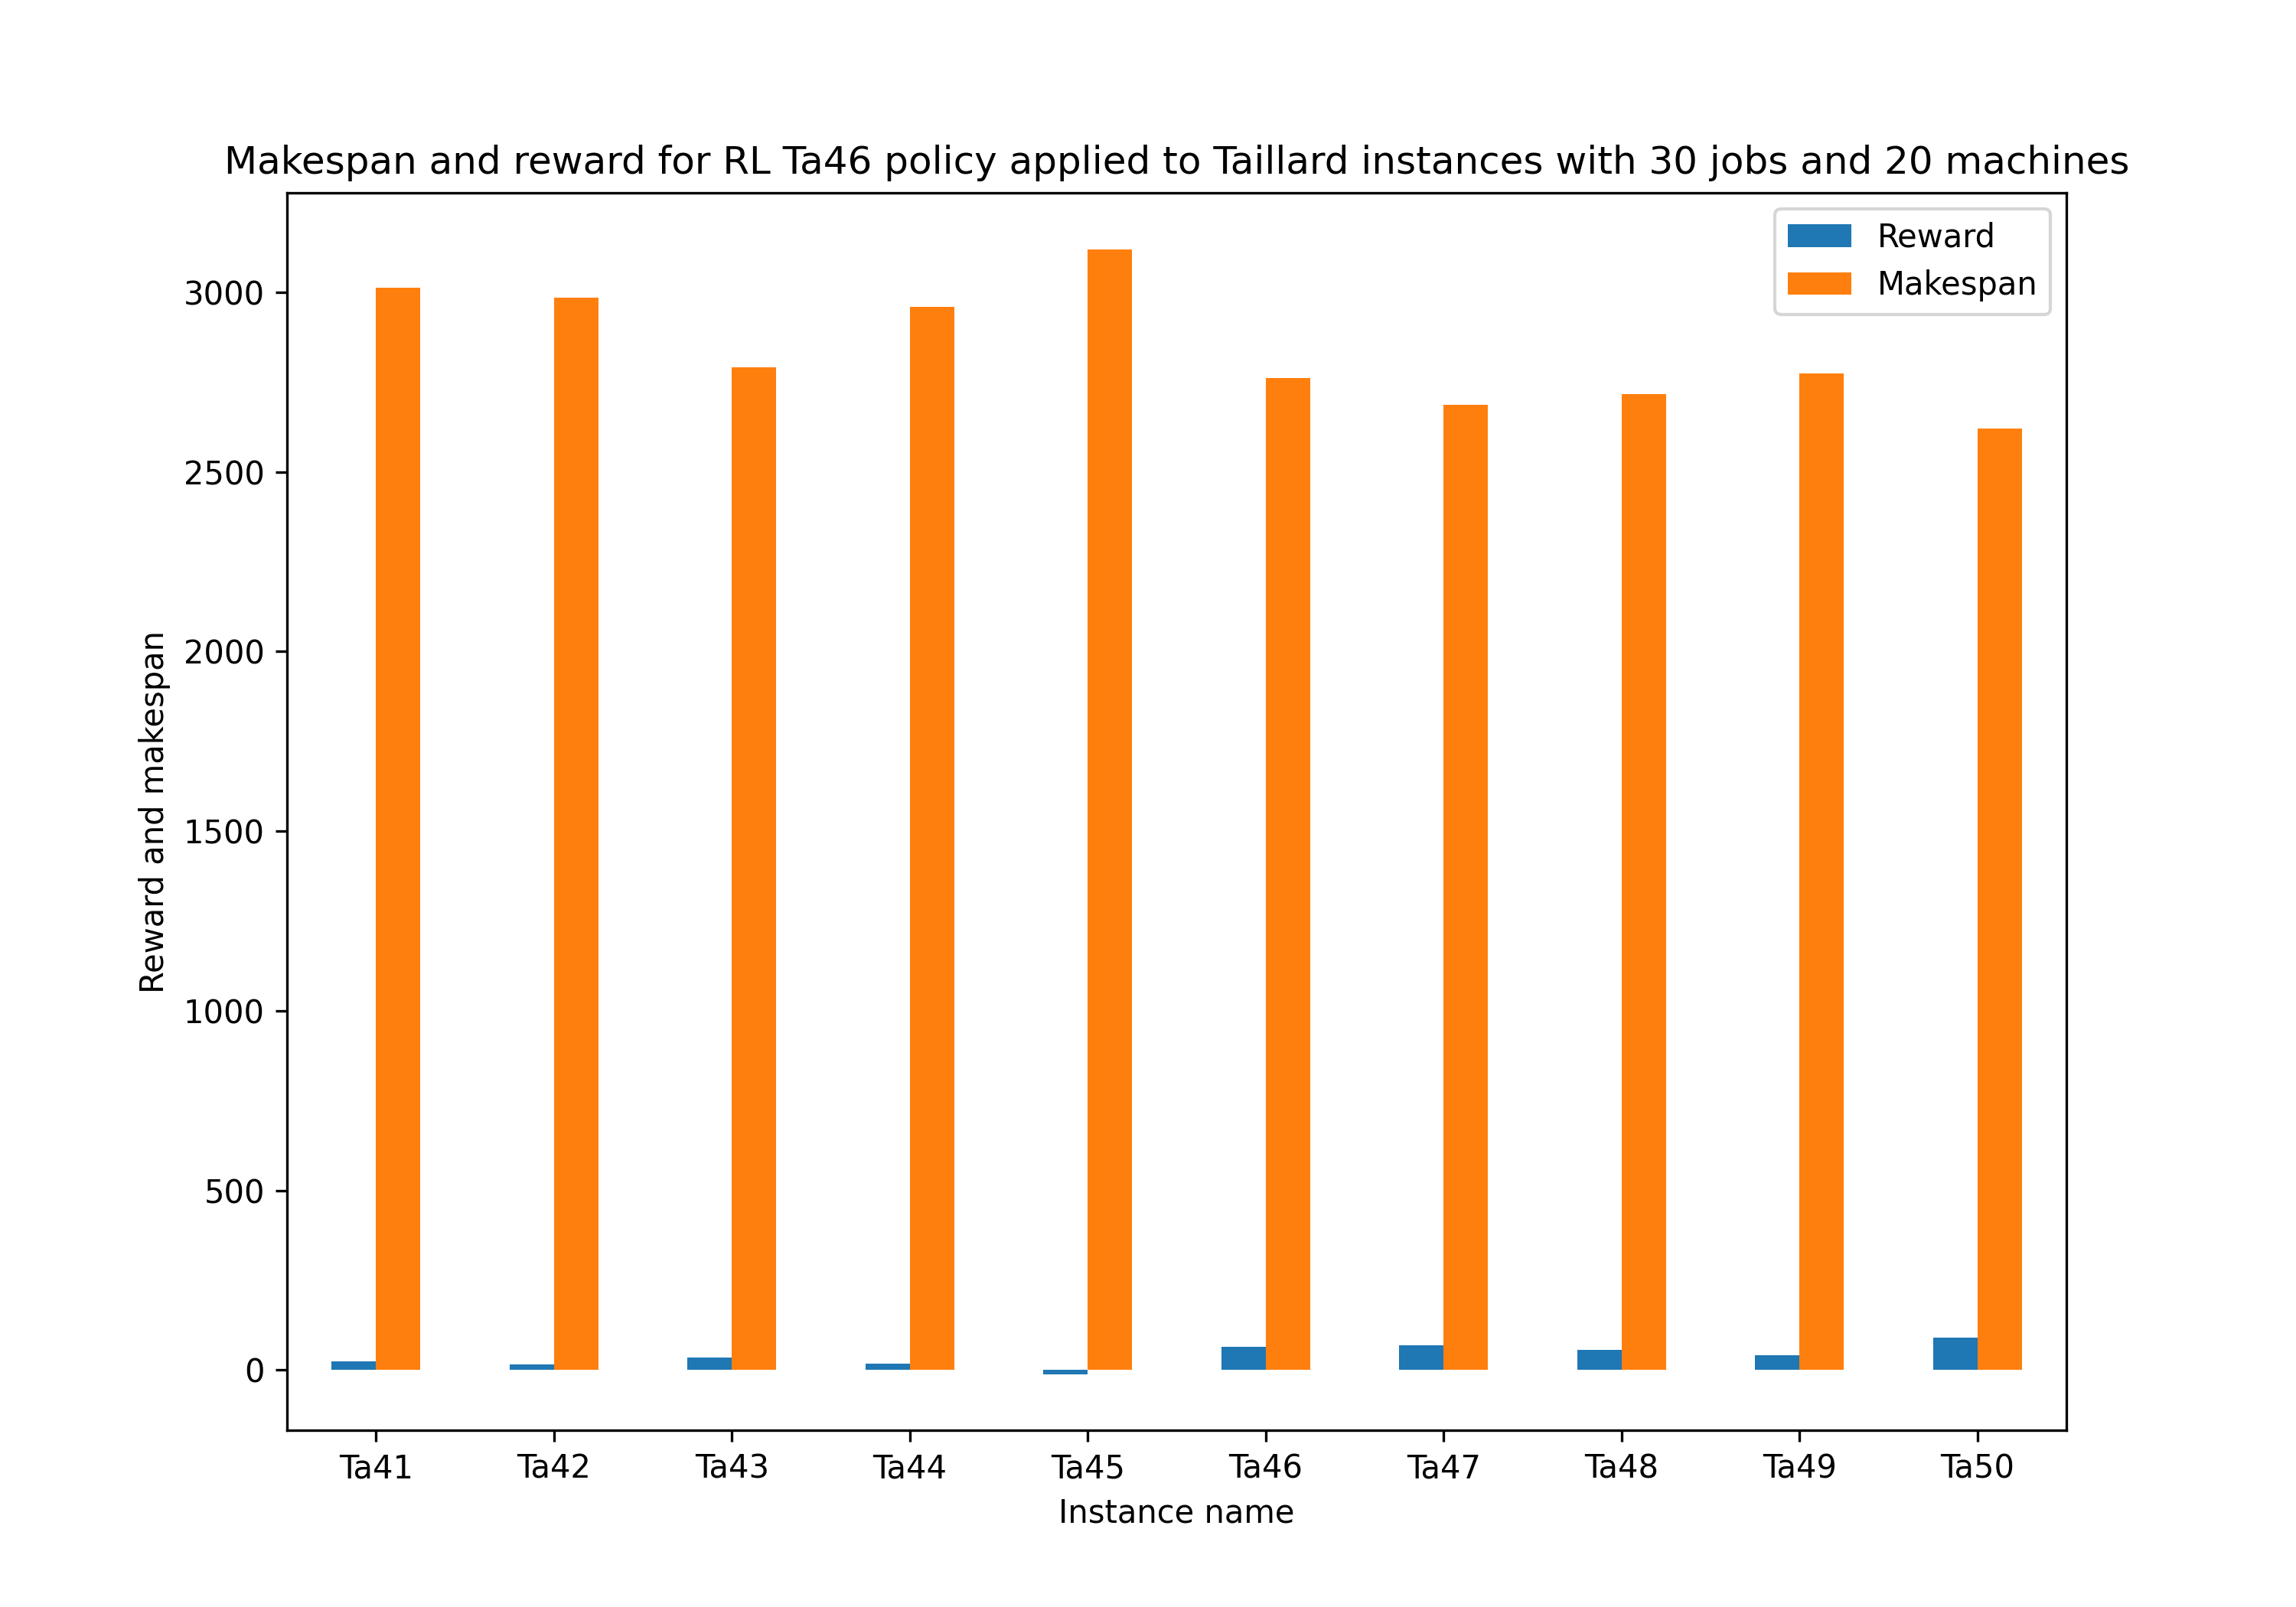 Makespan and reward for RL Ta46 policy applied to Taillard instances with 30 jobs and 20 machines
Reward
Makespan
3000
2500
2000
1500
1000
500
0
Reward and makespan
Ta41 Ta42 Ta43 Ta44 Ta45 Ta46 Ta47 Ta48 Ta49 Ta50
Instance name